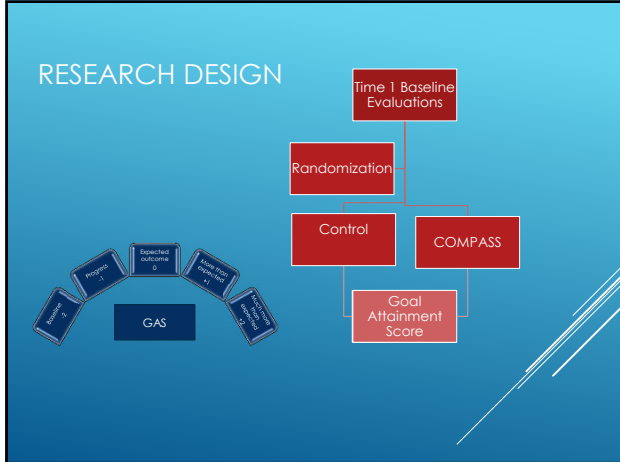 RESEARCH DESIGN
Time 1 Baseline
Evaluations
Randomization
Control
COMPASS
Goal
Attainment
Score
Baseline
-2
Progress
-1
Expected
outcome
0
More than
expected
+1
Much more
than
expected
+2
GAS